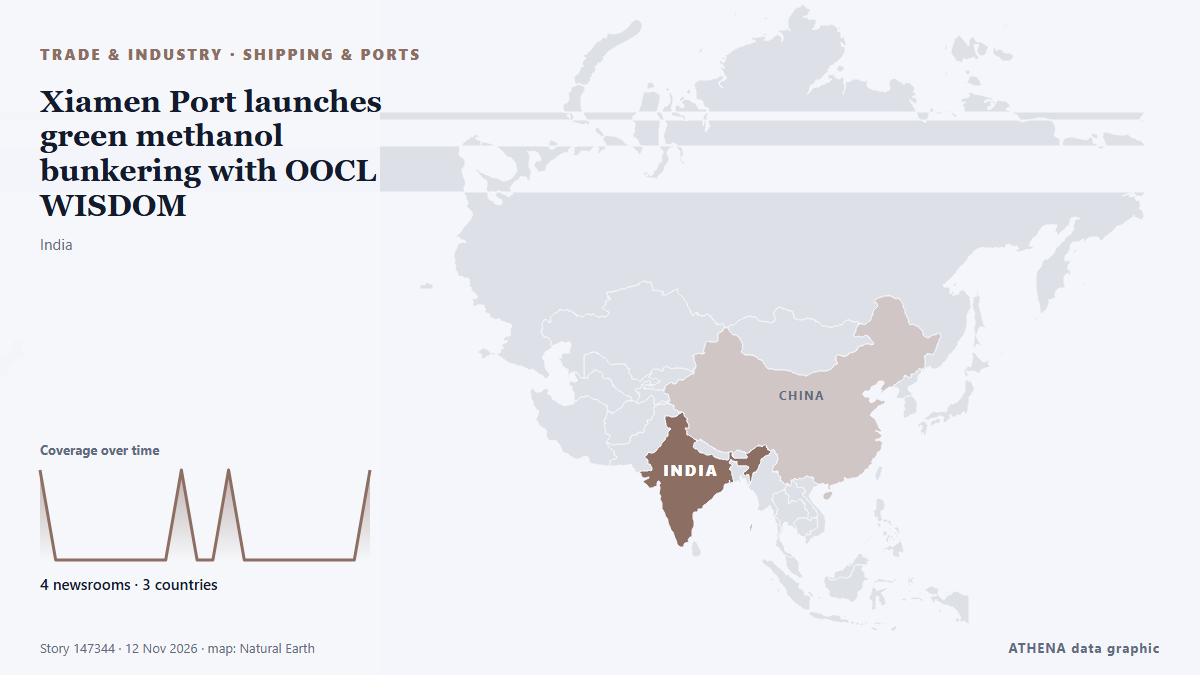 TRADE & INDUSTRY · SHIPPING & PORTS
Xiamen Port launches
green methanol
bunkering with OOCL
WISDOM
India
CHINA
INDIA
Coverage over time
4 newsrooms · 3 countries
Story 147344 · 12 Nov 2026 · map: Natural Earth
ATHENA data graphic